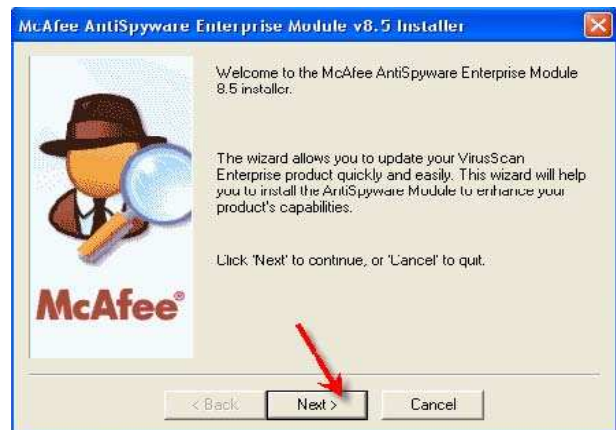 McAfee AntiSpyware Enterprise Module v8.5 Installer
Welcome to the McAfee AntiSpyware Enterprise Module
8.5 installer.
The wizard allows you to update your VirusScan
Enterprise product quickly and easily. This wizard will help
you to install the AntiSpyware Module to enhance your
product's capabilities.
Click 'Next' to continue, or 'Cancel' to quit.
McAfee®
< Back
Next >
Cancel